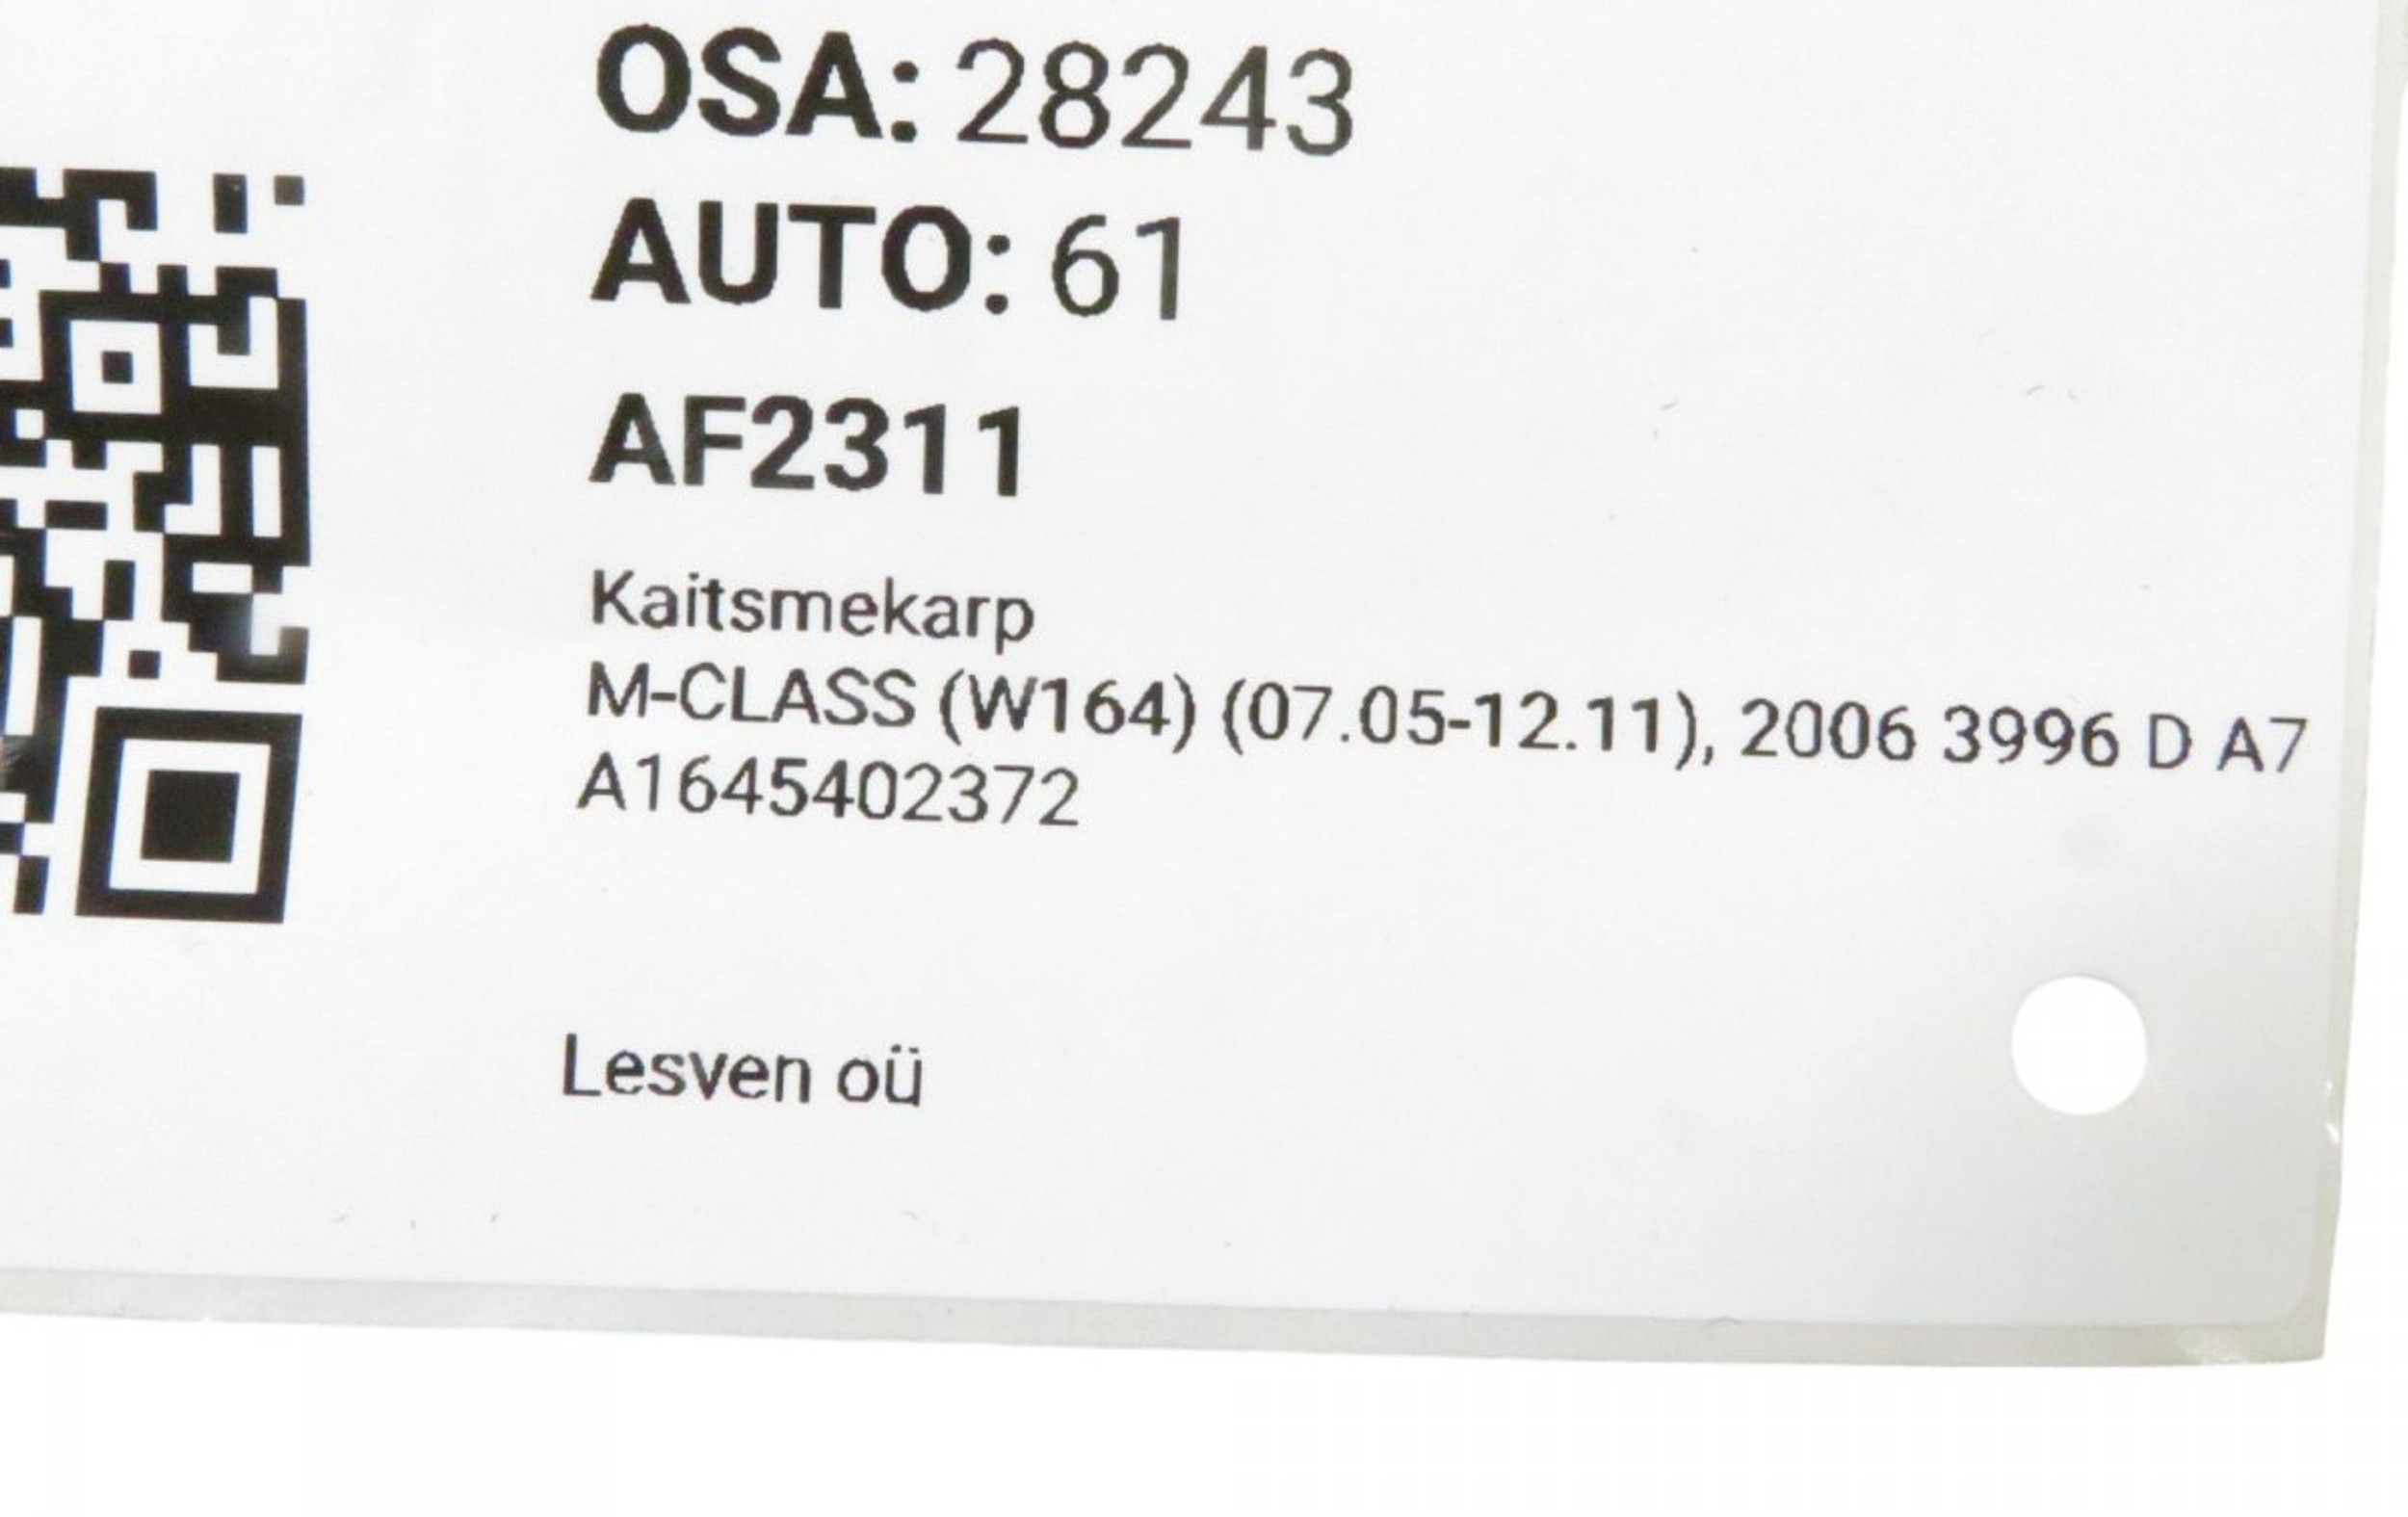 OSA: 28243
AUTO: 61
AF2311
Kaitsmekarp
M-CLASS (W164) (07.05-12.11), 2006 3996 D A7
A1645402372
Lesven oü